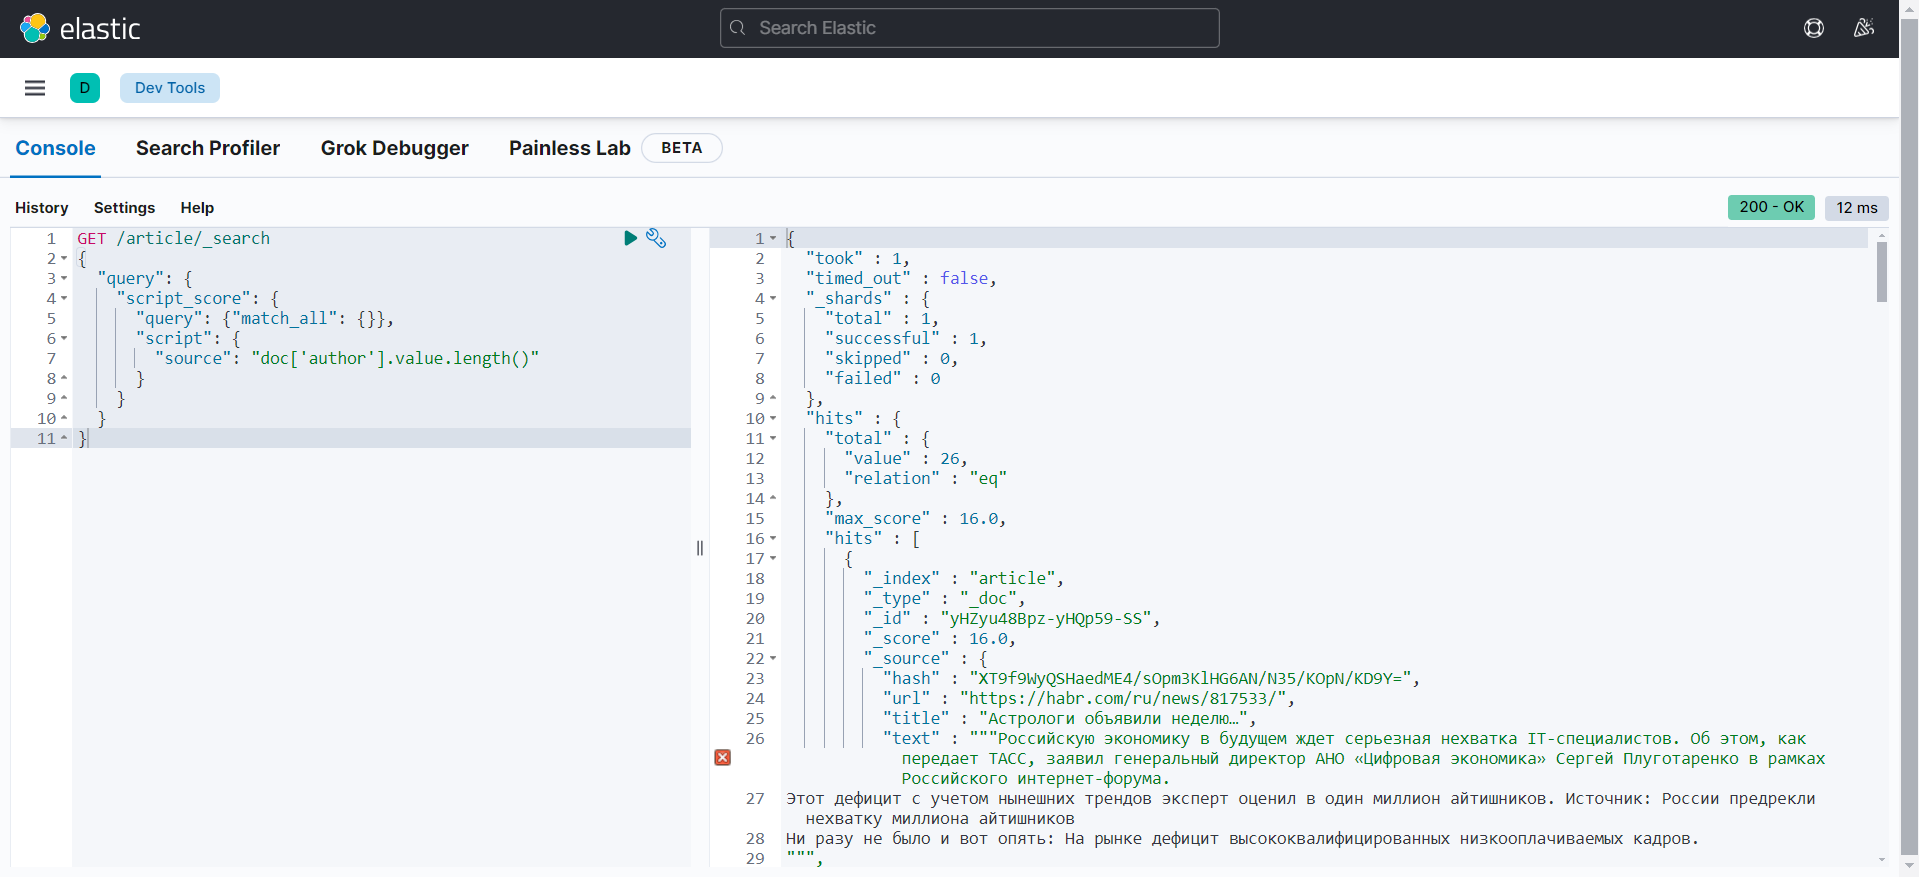 elastic
Search Elastic
D
Dev Tools
Console
Search Profiler
Grok Debugger
Painless Lab
BETA
History
Settings
Help
200 - OK
12 ms
1 GET /article/_search
2 {
3 "query": {
4 "script_score": {
5 "query": {"match_all": {}},
6 "script": {
7 "source": "doc['author'].value.length()"
8 }
9 }
10 }
11 }
1 {
2 "took" : 1,
3 "timed_out" : false,
4 "_shards" : {
5 "total" : 1,
6 "successful" : 1,
7 "skipped" : 0,
8 "failed" : 0
9 },
10 "hits" : {
11 "total" : {
12 "value" : 26,
13 "relation" : "eq"
14 },
15 "max_score" : 16.0,
16 "hits" : [
17 {
18 "_index" : "article",
19 "_type" : "_doc",
20 "_id" : "yHZyu48Bpz-yHQp59-SS",
21 "_score" : 16.0,
22 "_source" : {
23 "hash" : "XT9f9WyQSHaedME4/sOpm3KlHG6AN/N35/KOpN/KD9Y=",
24 "url" : "https://habr.com/ru/news/817533/",
25 "title" : "Астрологи объявили неделю…",
26 "text" : """Российскую экономику в будущем ждет серьезная нехватка IT-специалистов. Об этом, как
передает ТАСС, заявил генеральный директор АНО «Цифровая экономика» Сергей Плуготаренко в рамках
Российского интернет-форума.
27 Этот дефицит с учетом нынешних трендов эксперт оценил в один миллион айтишников. Источник: России предрекли
нехватку миллиона айтишников
28 Ни разу не было и вот опять: На рынке дефицит высококвалифицированных низкооплачиваемых кадров.
29 """,